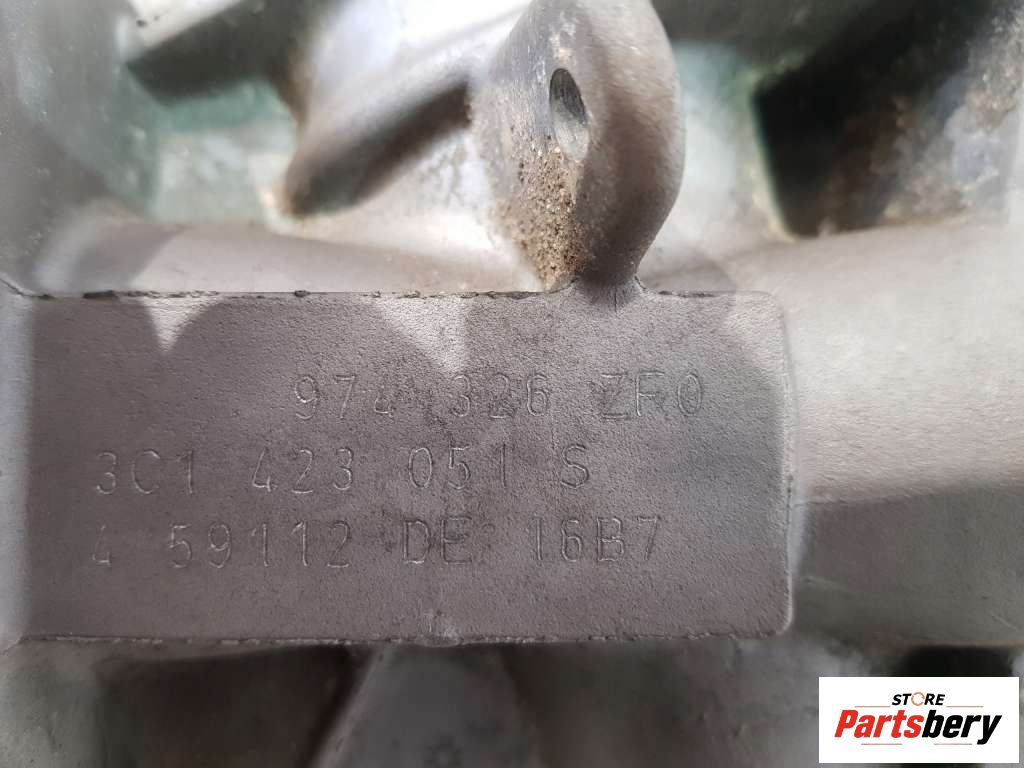 974 326 ZF0
3C1 423 051 S
4 59112 DE 16B7
STORE
Partsbery